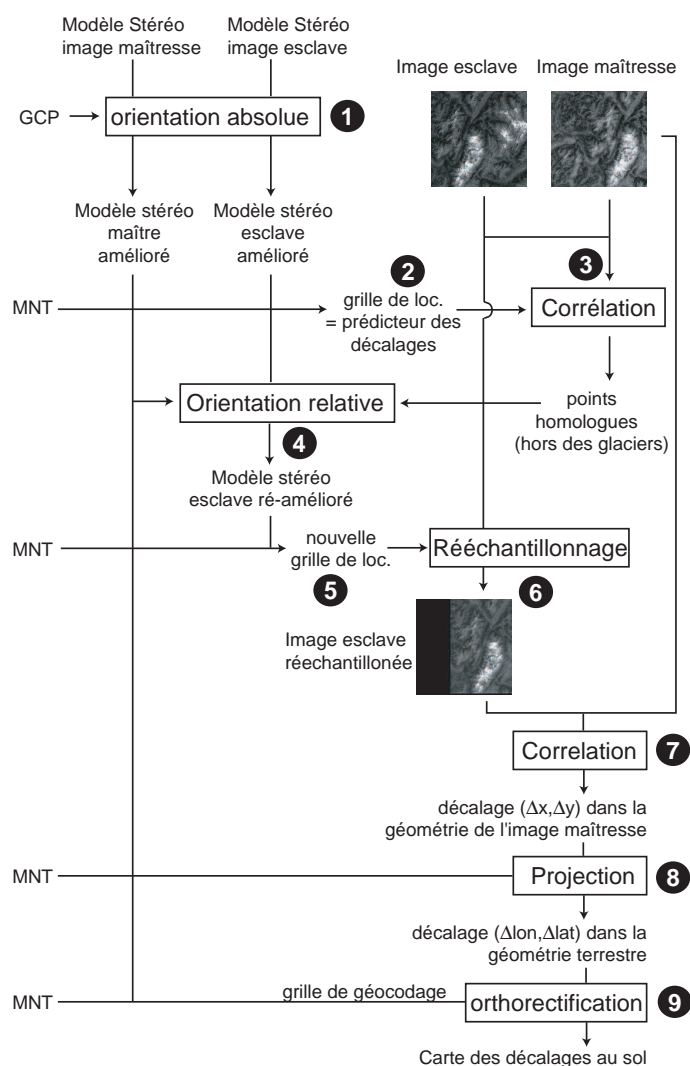 Modèle Stéréo
image maîtresse
Modèle Stéréo
image esclave
Image esclave
Image maîtresse
GCP
orientation absolue
1
Modèle stéréo
maître
amélioré
Modèle stéréo
esclave
amélioré
2
3
MNT
grille de loc.
= prédicteur des
décalages
Corrélation
Orientation relative
points
homologues
(hors des glaciers)
4
Modèle stéréo
esclave ré-amélioré
MNT
nouvelle
grille de loc.
Rééchantillonnage
5
6
Image esclave
réechantillonée
Correlation
7
décalage (Δx,Δy) dans la
géométrie de l'image maîtresse
MNT
Projection
8
décalage (Δlon,Δlat) dans la
géométrie terrestre
MNT
grille de géocodage
orthorectification
9
Carte des décalages au sol